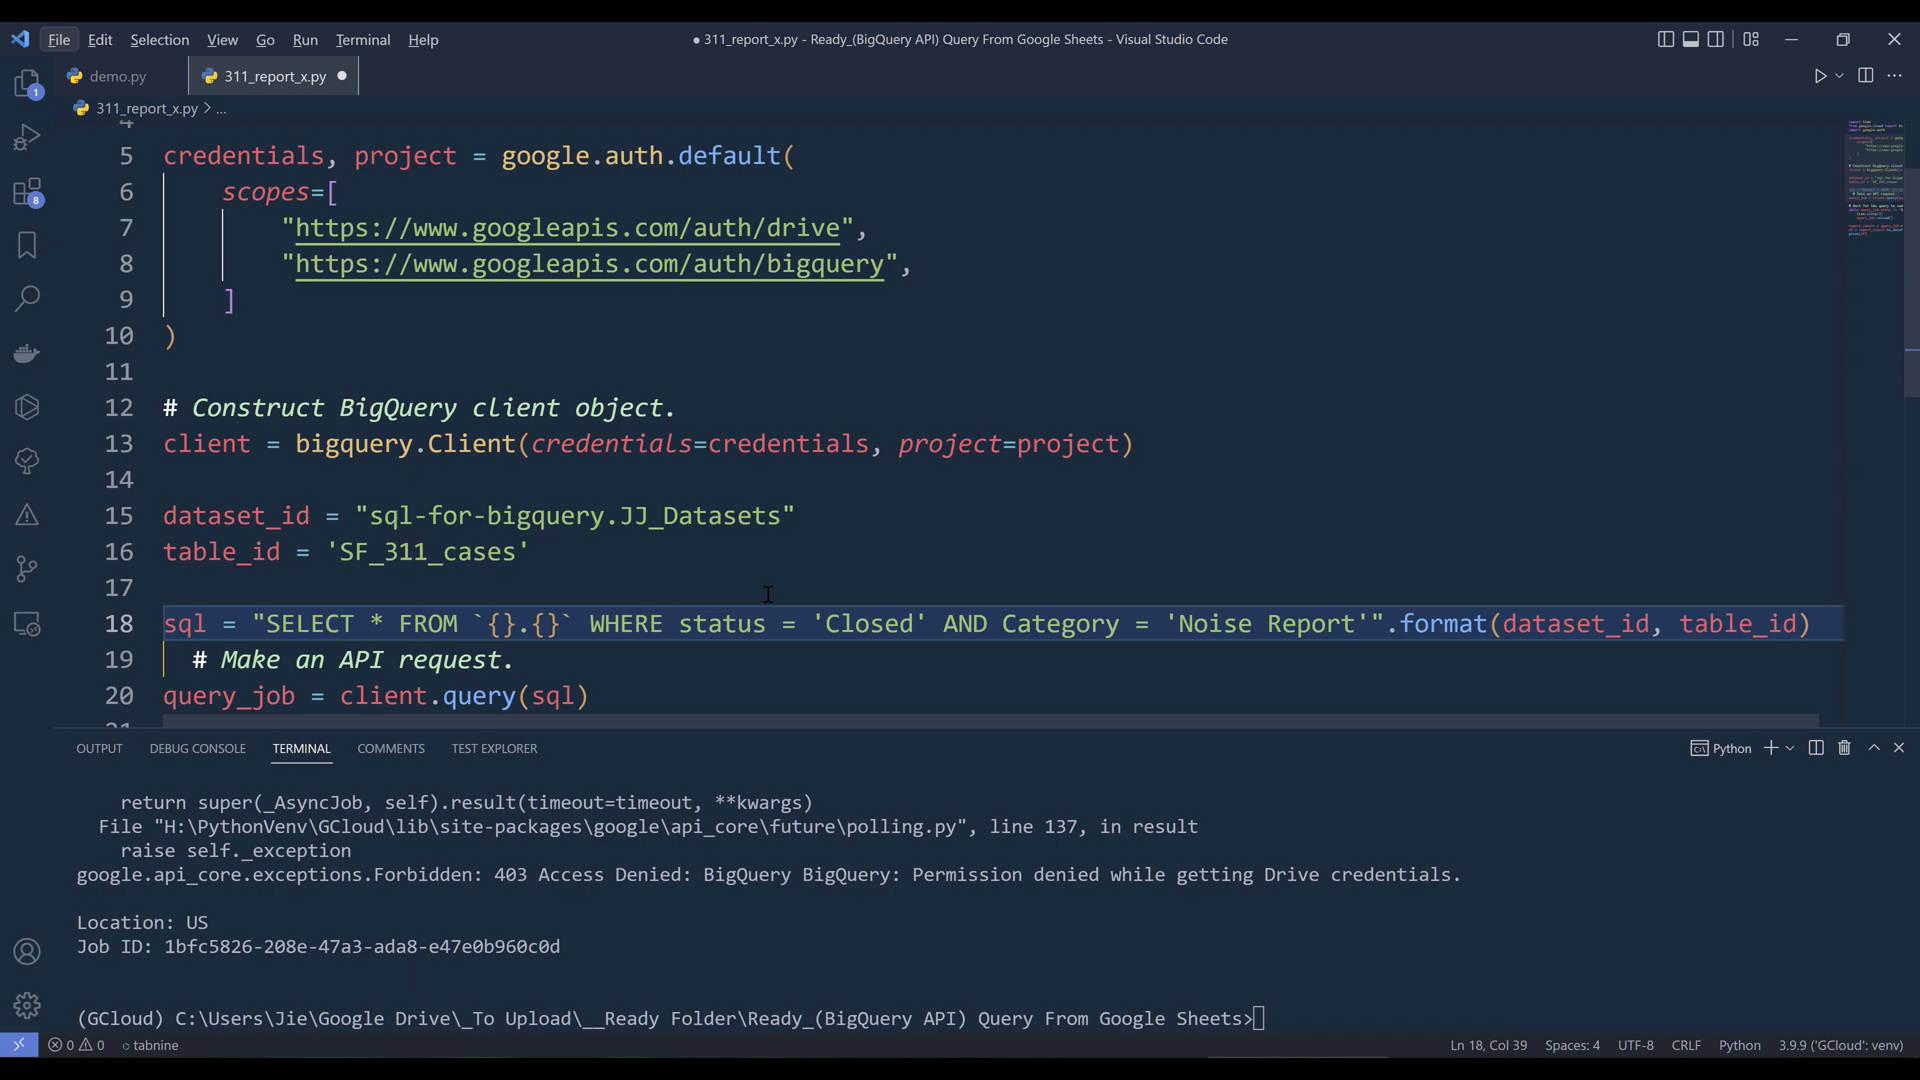 File Edit Selection View Go Run Terminal Help
● 311_report_x.py - Ready_(BigQuery API) Query From Google Sheets - Visual Studio Code
demo.py
311_report_x.py
311_report_x.py > ...
4
5 credentials, project = google.auth.default(
6 scopes=[
7 "https://www.googleapis.com/auth/drive",
8 "https://www.googleapis.com/auth/bigquery",
9 ]
10 )
11
12 # Construct BigQuery client object.
13 client = bigquery.Client(credentials=credentials, project=project)
14
15 dataset_id = "sql-for-bigquery.JJ_Datasets"
16 table_id = 'SF_311_cases'
17
18 sql = "SELECT * FROM `{}.{}` WHERE status = 'Closed' AND Category = 'Noise Report'".format(dataset_id, table_id)
19 # Make an API request.
20 query_job = client.query(sql)
21
1
8
OUTPUT DEBUG CONSOLE TERMINAL COMMENTS TEST EXPLORER
Python
return super(_AsyncJob, self).result(timeout=timeout, **kwargs)
File "H:\PythonVenv\GCloud\lib\site-packages\google\api_core\future\polling.py", line 137, in result
raise self._exception
google.api_core.exceptions.Forbidden: 403 Access Denied: BigQuery BigQuery: Permission denied while getting Drive credentials.
Location: US
Job ID: 1bfc5826-208e-47a3-ada8-e47e0b960c0d
(GCloud) C:\Users\Jie\Google Drive\_To Upload\__Ready Folder\Ready_(BigQuery API) Query From Google Sheets>
0 0 tabnine
Ln 18, Col 39 Spaces: 4 UTF-8 CRLF Python 3.9.9 ('GCloud': venv)